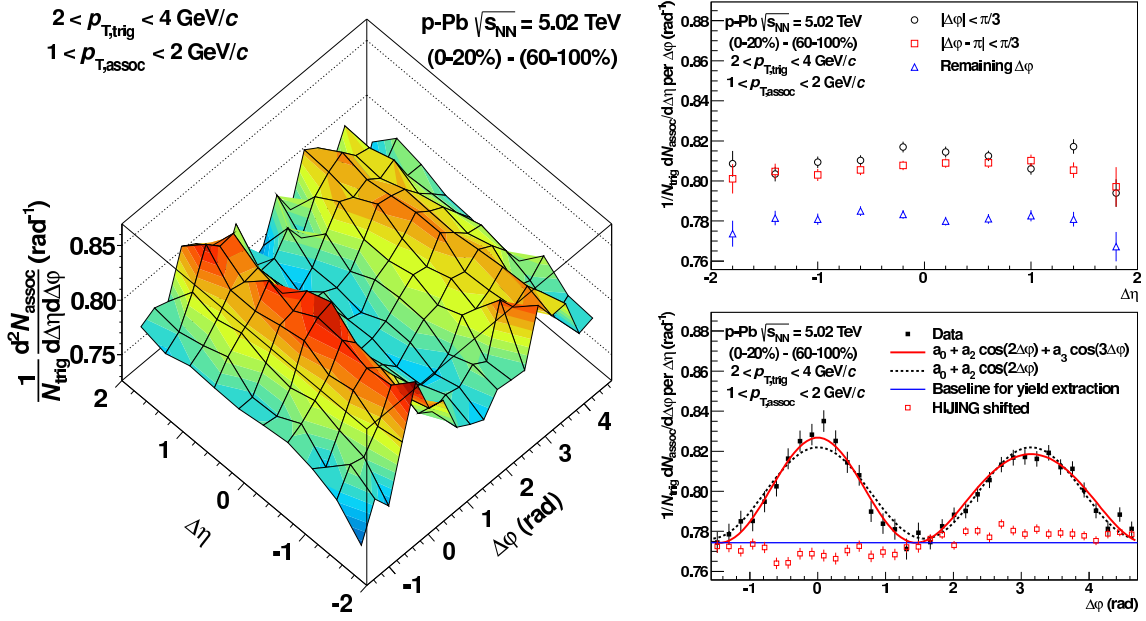 2 < p_T,trig < 4 GeV/c
1 < p_T,assoc < 2 GeV/c
p-Pb √s_NN = 5.02 TeV
(0-20%) - (60-100%)
1/N_trig d²N_assoc/dΔηdΔφ (rad⁻¹)
0.85
0.80
0.75
2
1
0
-1
-2
Δη
-1
0
1
2
3
4
Δφ (rad)
p-Pb √s_NN = 5.02 TeV
(0-20%) - (60-100%)
2 < p_T,trig < 4 GeV/c
1 < p_T,assoc < 2 GeV/c
|Δφ| < π/3
|Δφ - π| < π/3
Remaining Δφ
1/N_trig dN_assoc/dΔη per Δφ (rad⁻¹)
0.88
0.86
0.84
0.82
0.80
0.78
0.76
-2 -1 0 1 2
Δη
p-Pb √s_NN = 5.02 TeV
(0-20%) - (60-100%)
2 < p_T,trig < 4 GeV/c
1 < p_T,assoc < 2 GeV/c
Data
a₀ + a₂ cos(2Δφ) + a₃ cos(3Δφ)
a₀ + a₂ cos(2Δφ)
Baseline for yield extraction
HIJING shifted
1/N_trig dN_assoc/dΔφ per Δη (rad⁻¹)
0.88
0.86
0.84
0.82
0.80
0.78
0.76
-1 0 1 2 3 4
Δφ (rad)